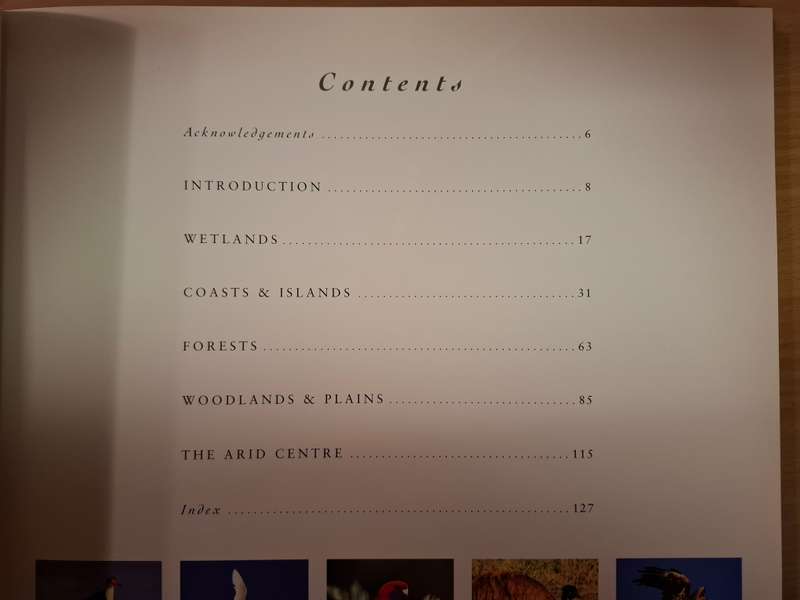 Contents
Acknowledgements ........................................ 6
INTRODUCTION ........................................ 8
WETLANDS ............................................... 17
COASTS & ISLANDS ................................... 31
FORESTS .................................................. 63
WOODLANDS & PLAINS .............................. 85
THE ARID CENTRE ................................... 115
Index ...................................................... 127